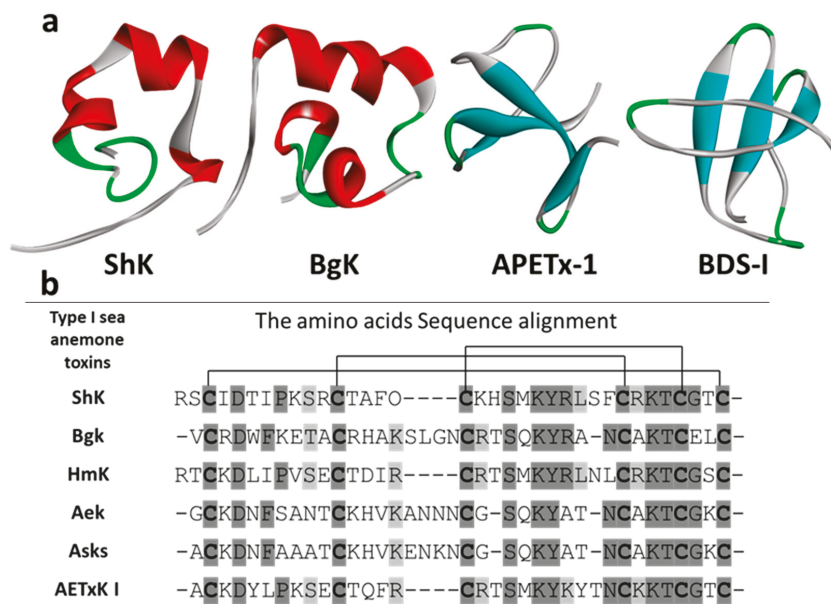 a
ShK BgK APETx-1 BDS-I
b
Type I sea anemone toxins
The amino acids Sequence alignment
ShK RSCIDTIPKSRCTAFO----CKHSMKYRLSFCRKTCGTC-
Bgk -VCRDWFKETACRHAKSLGNCRTSQKYRA-NCAKTCELC-
HmK RTCKDLIPVSECTDIR----CRTSMKYRLNLCRKTCGSC-
Aek -GCKDNFSANTCKHVKANNNCG-SQKYAT-NCAKTCGKC-
Asks -ACKDNFAAATCKHVKENKNCG-SQKYAT-NCAKTCGKC-
AETxK I -ACKDYLPKSECTQFR----CRTSMKYKYTNCKKTCGTC-